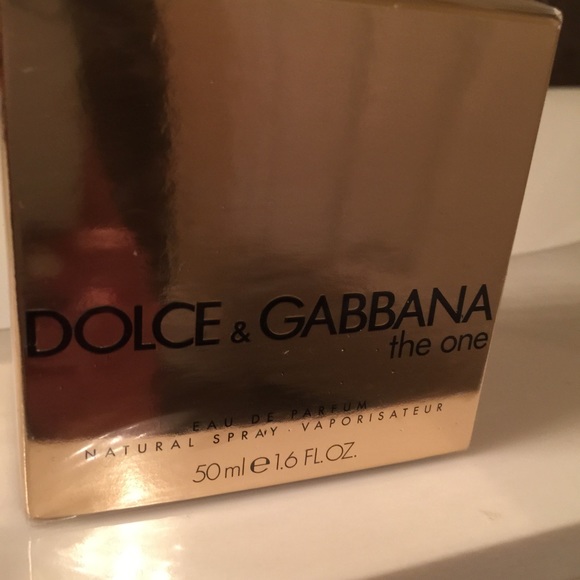 DOLCE & GABBANA
the one
EAU DE PARFUM
NATURAL SPRAY · VAPORISATEUR
50 ml e 1.6 FL.OZ.